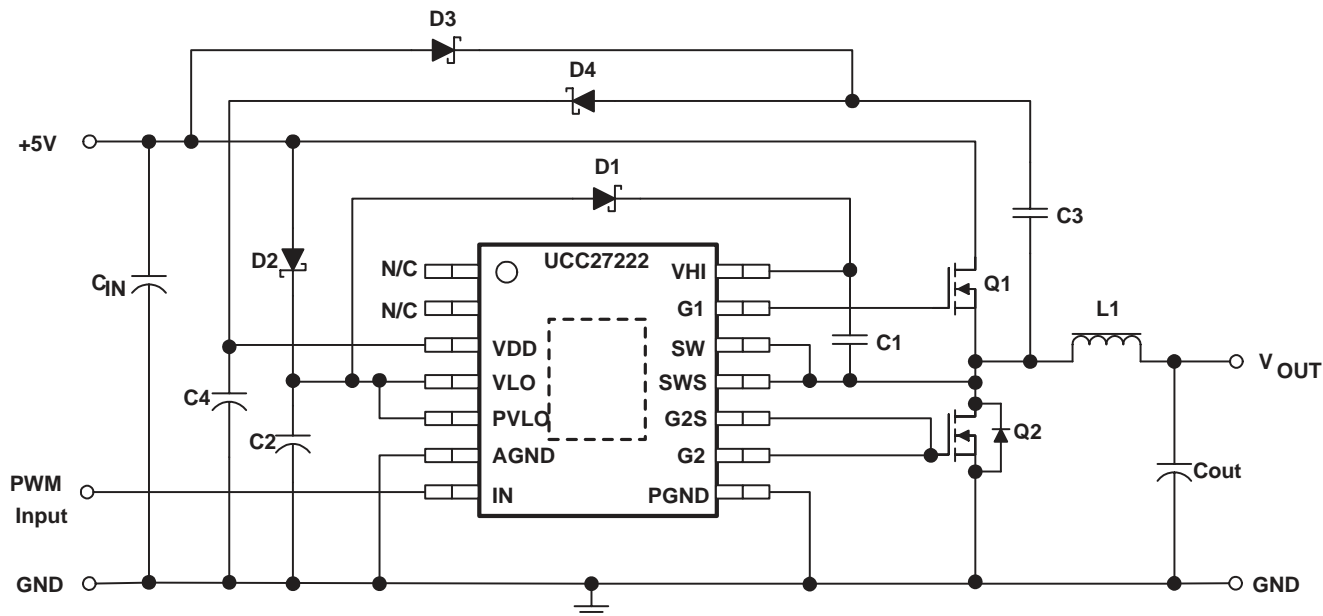 D3
D4
+5V
D1
C3
D2
UCC27222
CIN
N/C
N/C
VDD
VLO
PVLO
AGND
IN
VHI
G1
SW
SWS
G2S
G2
PGND
Q1
C1
L1
VOUT
C4
C2
Q2
Cout
PWM
Input
GND
GND